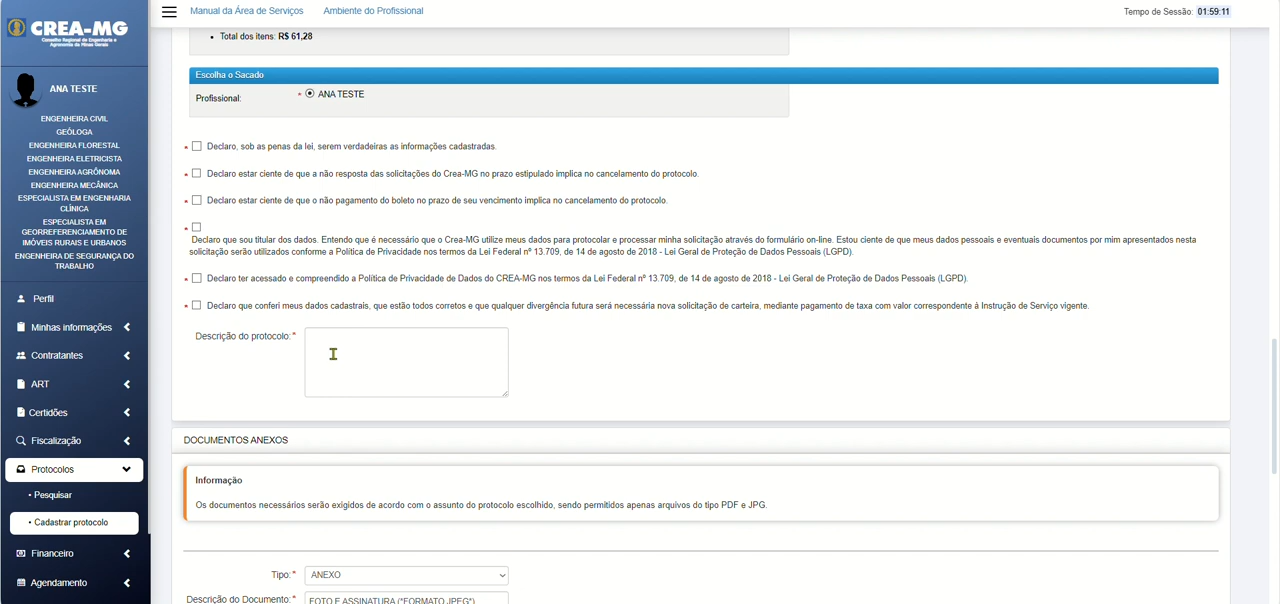 CREA-MG
Conselho Regional de Engenharia e
Agronomia de Minas Gerais
Manual da Área de Serviços
Ambiente do Profissional
Tempo de Sessão: 01:59:11
ANA TESTE
ENGENHEIRA CIVIL
GEÓLOGA
ENGENHEIRA FLORESTAL
ENGENHEIRA ELETRICISTA
ENGENHEIRA AGRÔNOMA
ENGENHEIRA MECÂNICA
ESPECIALISTA EM ENGENHARIA
CLÍNICA
ESPECIALISTA EM
GEORREFERENCIAMENTO DE
IMÓVEIS RURAIS E URBANOS
ENGENHEIRA DE SEGURANÇA DO
TRABALHO
Perfil
Minhas informações
Contratantes
ART
Certidões
Fiscalização
Protocolos
• Pesquisar
• Cadastrar protocolo
Financeiro
Agendamento
• Total dos itens: R$ 61,28
Escolha o Sacado
Profissional: * ANA TESTE
* Declaro, sob as penas da lei, serem verdadeiras as informações cadastradas.
* Declaro estar ciente de que a não resposta das solicitações do Crea-MG no prazo estipulado implica no cancelamento do protocolo.
* Declaro estar ciente de que o não pagamento do boleto no prazo de seu vencimento implica no cancelamento do protocolo.
*
Declaro que sou titular dos dados. Entendo que é necessário que o Crea-MG utilize meus dados para protocolar e processar minha solicitação através do formulário on-line. Estou ciente de que meus dados pessoais e eventuais documentos por mim apresentados nesta
solicitação serão utilizados conforme a Política de Privacidade nos termos da Lei Federal nº 13.709, de 14 de agosto de 2018 - Lei Geral de Proteção de Dados Pessoais (LGPD).
* Declaro ter acessado e compreendido a Política de Privacidade de Dados do CREA-MG nos termos da Lei Federal nº 13.709, de 14 de agosto de 2018 - Lei Geral de Proteção de Dados Pessoais (LGPD).
* Declaro que conferi meus dados cadastrais, que estão todos corretos e que qualquer divergência futura será necessária nova solicitação de carteira, mediante pagamento de taxa com valor correspondente á Instrução de Serviço vigente.
Descrição do protocolo: *
DOCUMENTOS ANEXOS
Informação
Os documentos necessários serão exigidos de acordo com o assunto do protocolo escolhido, sendo permitidos apenas arquivos do tipo PDF e JPG.
Tipo: * ANEXO
Descrição do Documento: * FOTO E ASSINATURA (*FORMATO JPEG*)